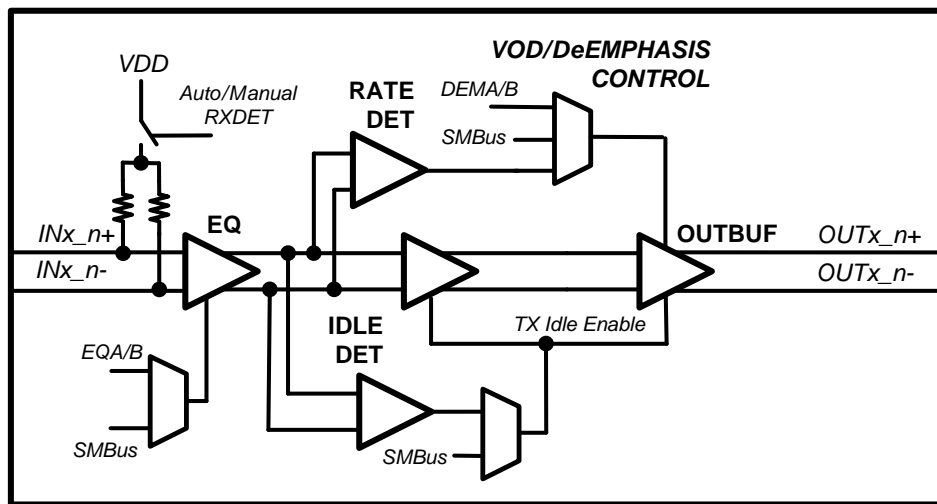 VOD/DeEMPHASIS
CONTROL
VDD
Auto/Manual
RXDET
RATE
DET
DEMA/B
SMBus
EQ
INx_n+
INx_n-
OUTBUF
OUTx_n+
OUTx_n-
TX Idle Enable
IDLE
DET
EQA/B
SMBus
SMBus